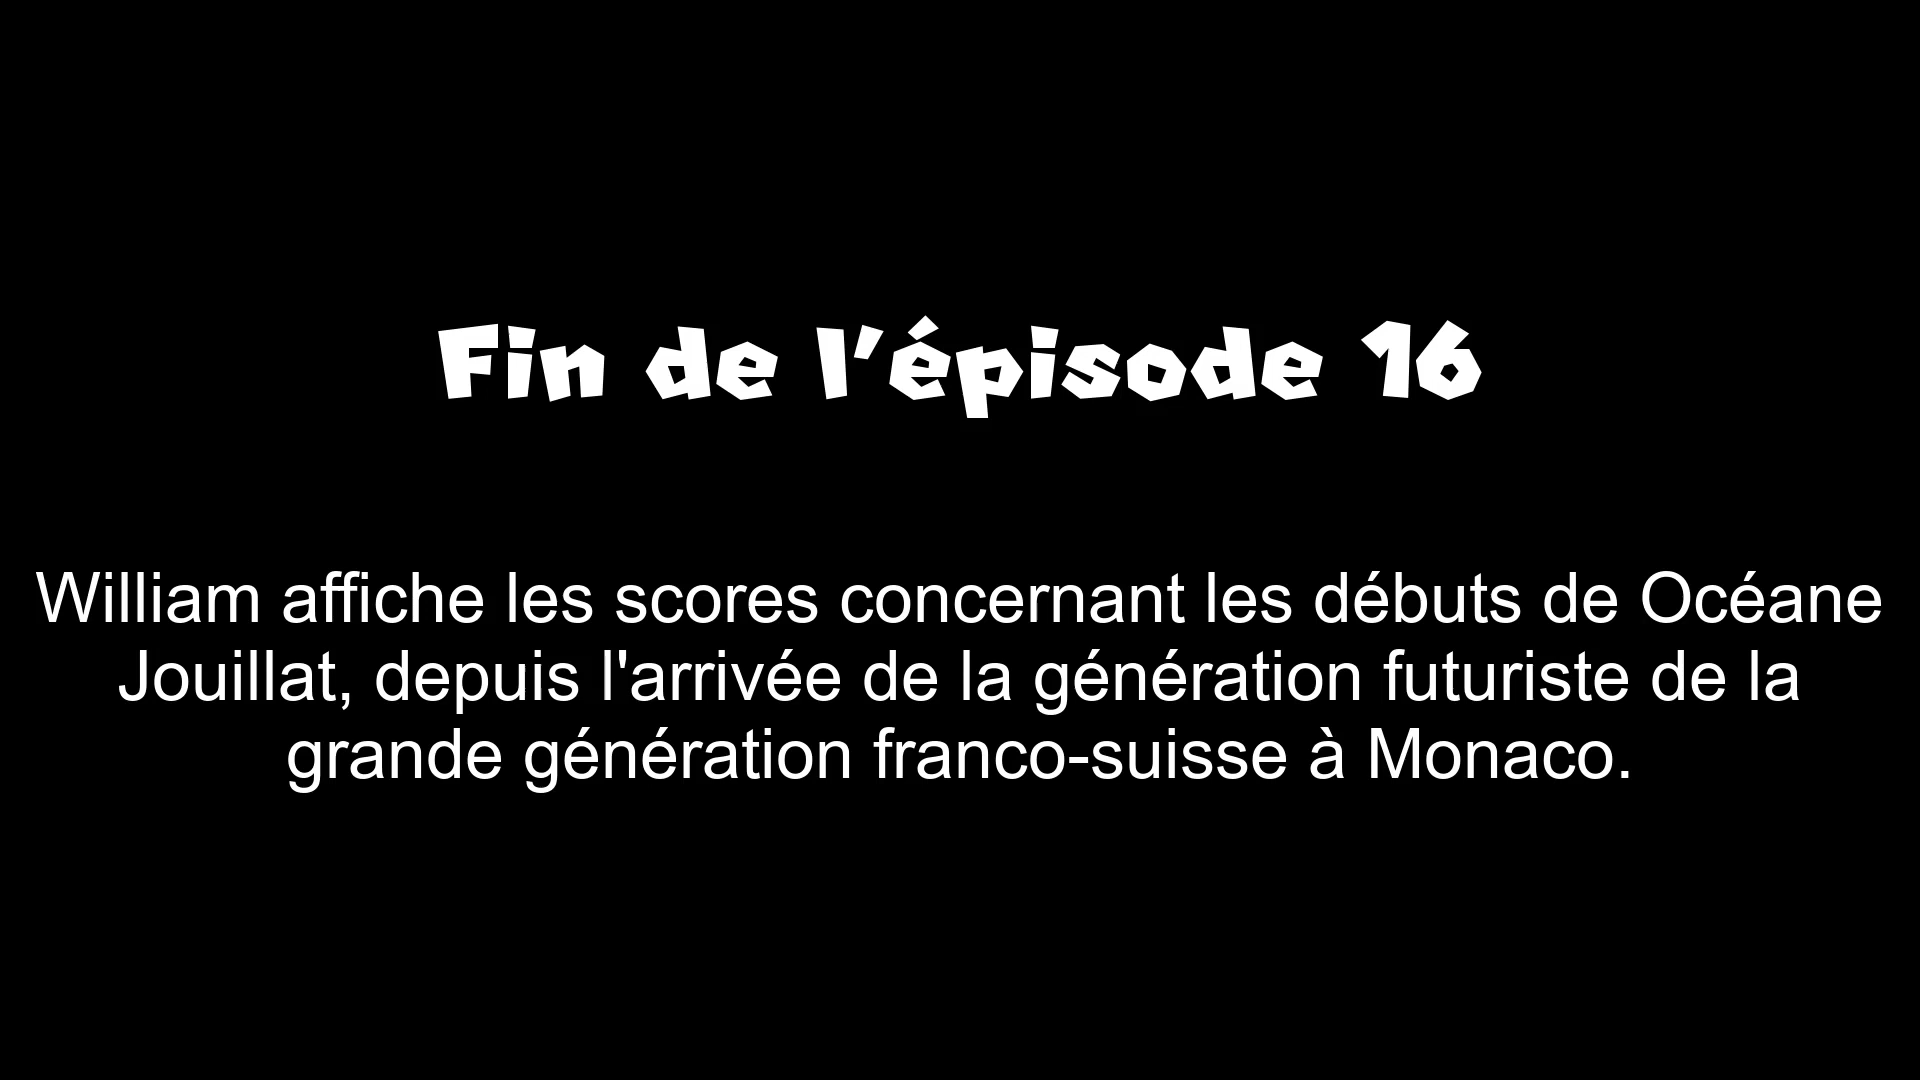 Fin de l'épisode 16
William affiche les scores concernant les débuts de Océane
Jouillat, depuis l'arrivée de la génération futuriste de la
grande génération franco-suisse à Monaco.